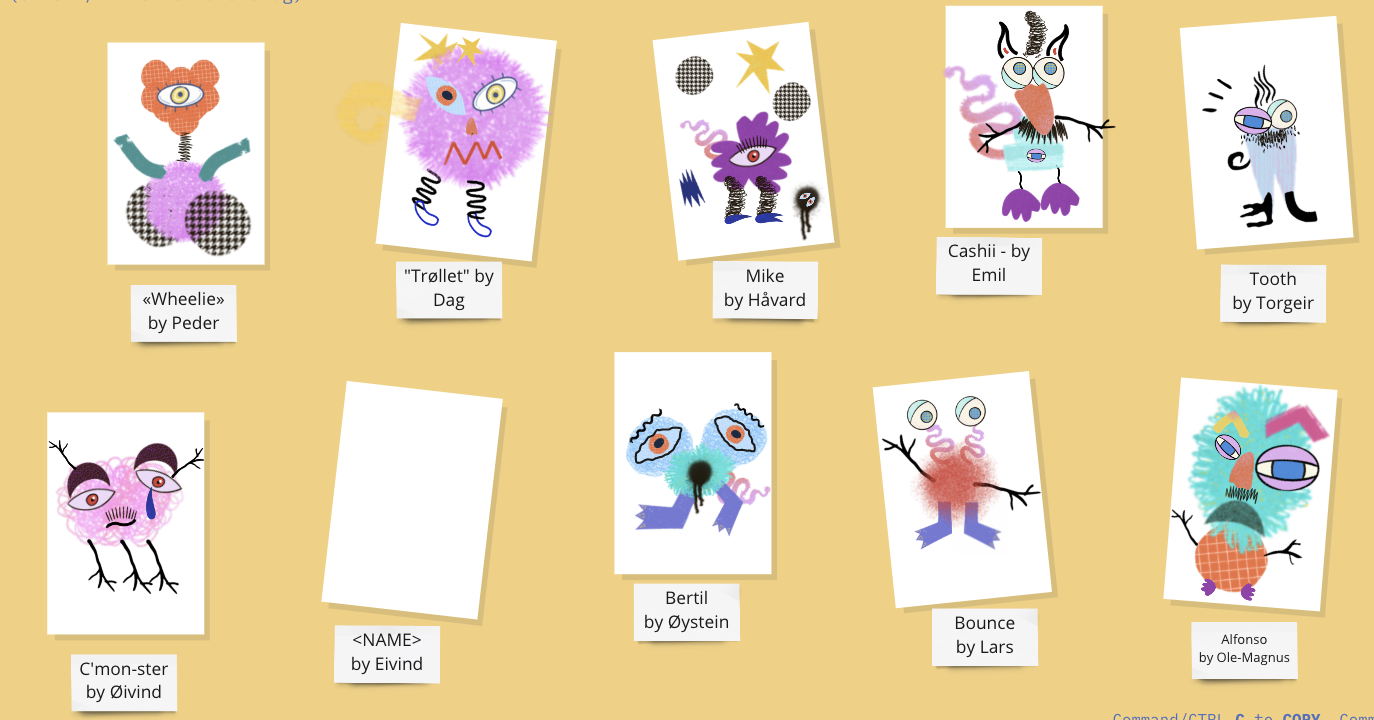 «Wheelie»
by Peder
"Trøllet" by
Dag
Mike
by Håvard
Cashii - by
Emil
Tooth
by Torgeir
C'mon-ster
by Øivind
<NAME>
by Eivind
Bertil
by Øystein
Bounce
by Lars
Alfonso
by Ole-Magnus
Command/CTRL C to COPY